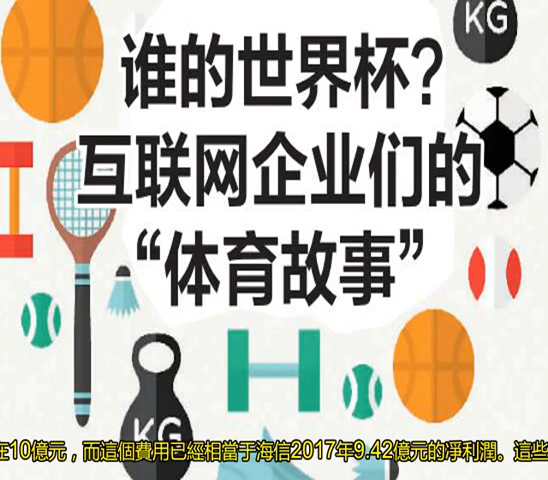 KG
谁的世界杯?
互联网企业们的
“体育故事”
KG
在10億元，而這個費用已經相當于海信2017年9.42億元的凈利潤。這些